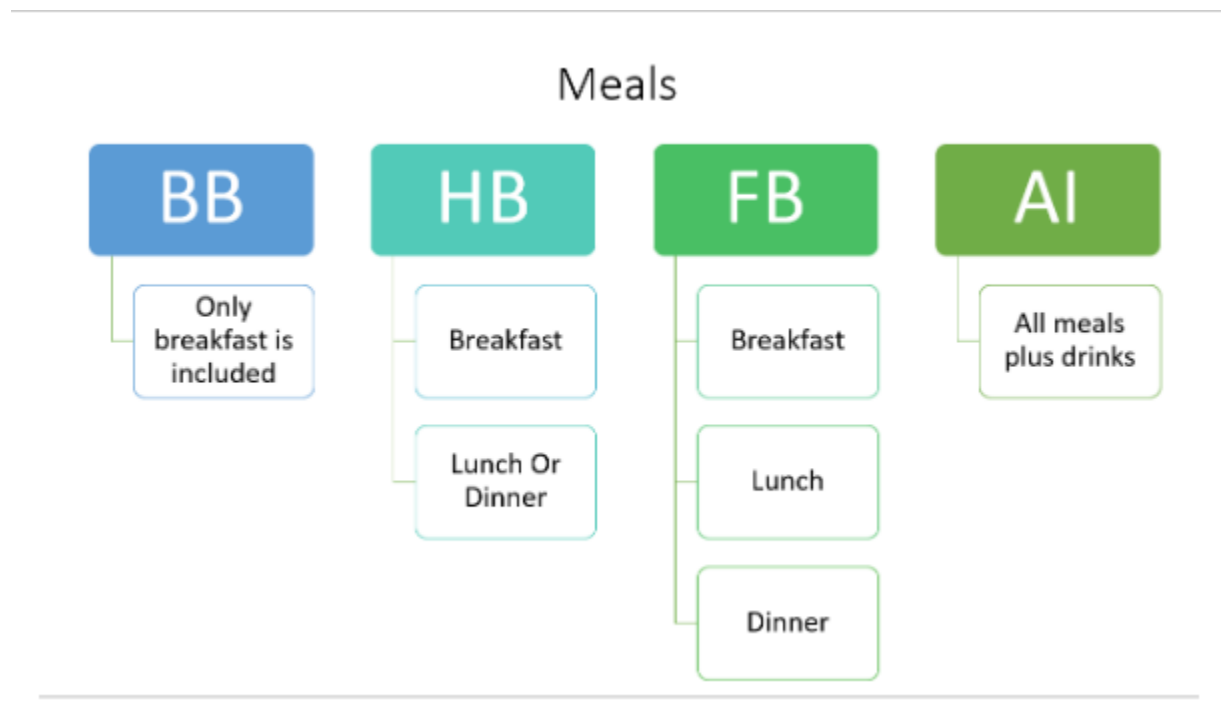 Meals
BB
Only
breakfast is
included
HB
Breakfast
Lunch Or
Dinner
FB
Breakfast
Lunch
Dinner
AI
All meals
plus drinks